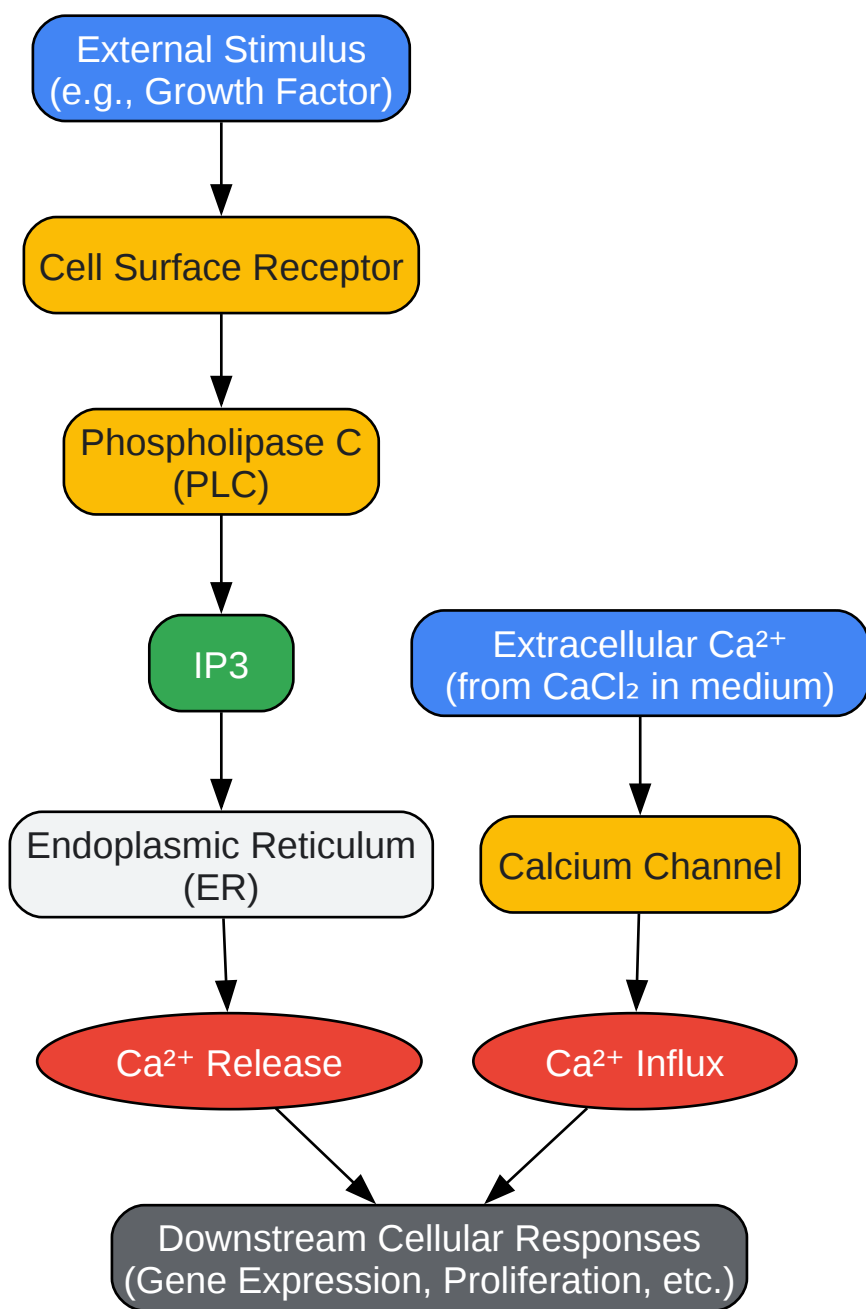 External Stimulus
(e.g., Growth Factor)
Cell Surface Receptor
Phospholipase C
(PLC)
IP3
Extracellular Ca²⁺
(from CaCl₂ in medium)
Endoplasmic Reticulum
(ER)
Calcium Channel
Ca²⁺ Release
Ca²⁺ Influx
Downstream Cellular Responses
(Gene Expression, Proliferation, etc.)